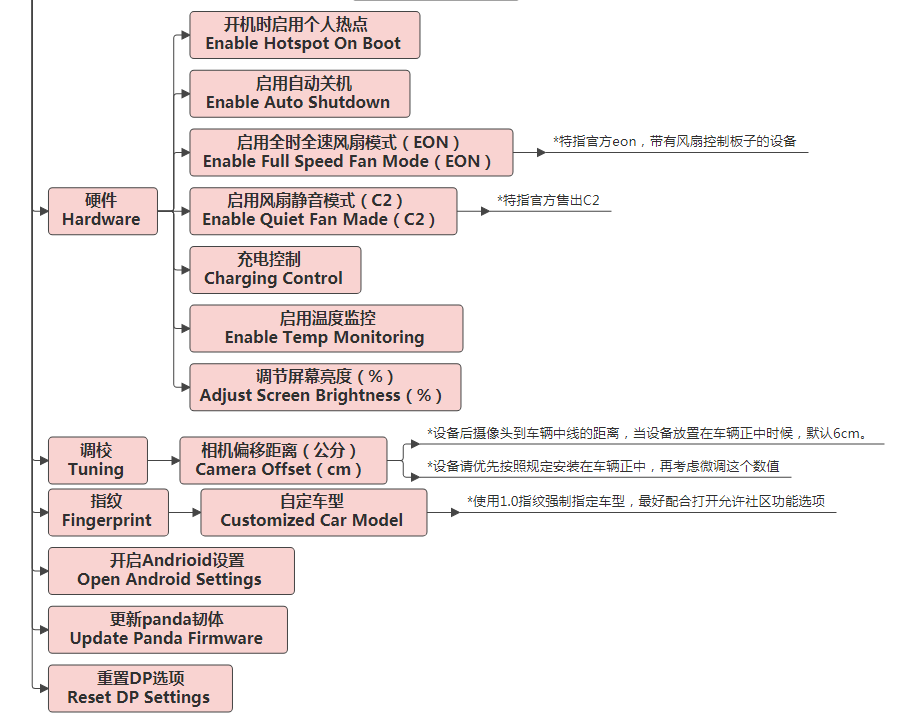 开机时启用个人热点
Enable Hotspot On Boot
启用自动关机
Enable Auto Shutdown
启用全时全速风扇模式（EON）
Enable Full Speed Fan Mode（EON）
*特指官方eon，带有风扇控制板子的设备
硬件
Hardware
启用风扇静音模式（C2）
Enable Quiet Fan Made（C2）
*特指官方售出C2
充电控制
Charging Control
启用温度监控
Enable Temp Monitoring
调节屏幕亮度（%）
Adjust Screen Brightness（%）
调校
Tuning
相机偏移距离（公分）
Camera Offset（cm）
*设备后摄像头到车辆中线的距离，当设备放置在车辆正中时候，默认6cm。
*设备请优先按照规定安装在车辆正中，再考虑微调这个数值
指纹
Fingerprint
自定车型
Customized Car Model
*使用1.0指纹强制指定车型，最好配合打开允许社区功能选项
开启Andrioid设置
Open Android Settings
更新panda韧体
Update Panda Firmware
重置DP选项
Reset DP Settings